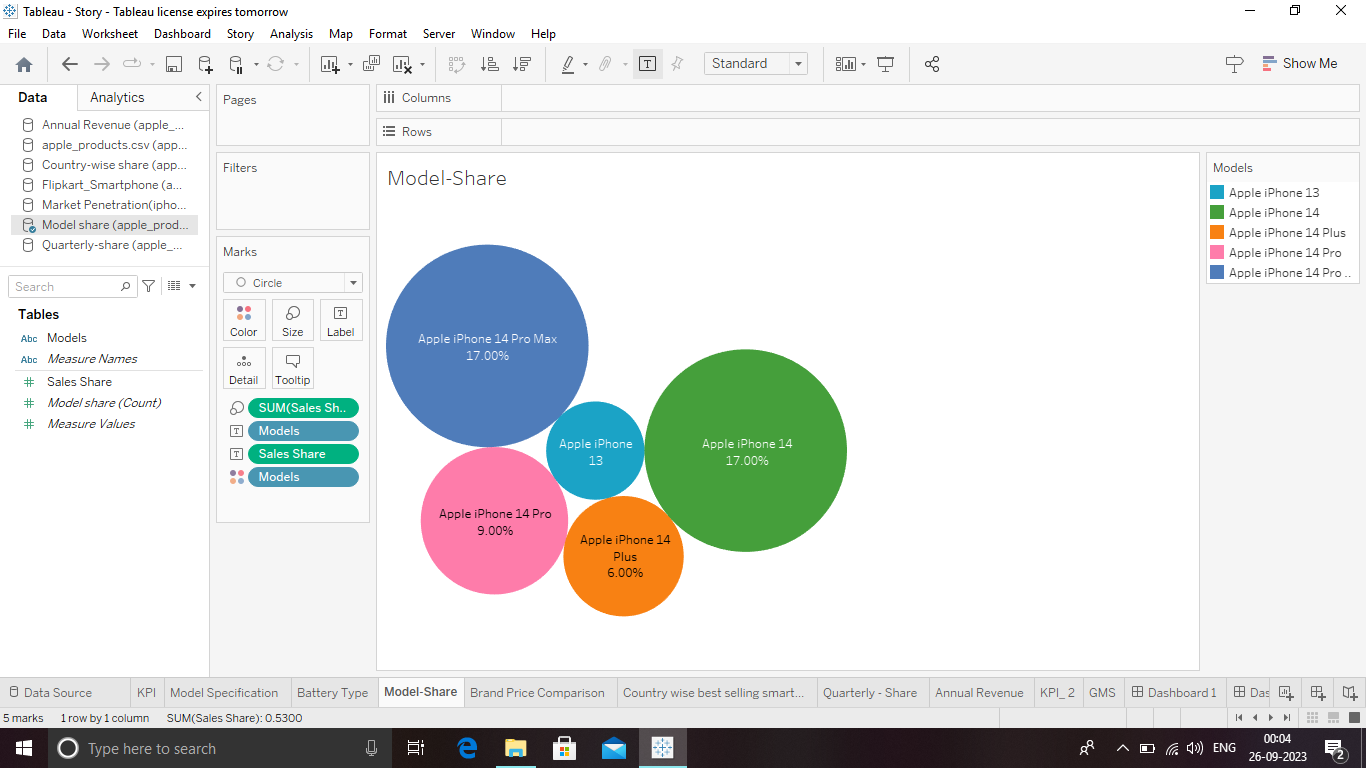 Tableau - Story - Tableau license expires tomorrow
File Data Worksheet Dashboard Story Analysis Map Format Server Window Help
Standard
Show Me
Data Analytics
Annual Revenue (apple_...
apple_products.csv (app...
Country-wise share (app...
Flipkart_Smartphone (a...
Market Penetration(ipho...
Model share (apple_prod...
Quarterly-share (apple_...
Search
Tables
Abc Models
Abc Measure Names
# Sales Share
# Model share (Count)
# Measure Values
Pages
Filters
Marks
Circle
Color Size T Label
Detail Tooltip
SUM(Sales Sh..
T Models
T Sales Share
Models
Columns
Rows
Model-Share
Apple iPhone 14 Pro Max
17.00%
Apple iPhone
13
Apple iPhone 14
17.00%
Apple iPhone 14 Pro
9.00%
Apple iPhone 14
Plus
6.00%
Models
Apple iPhone 13
Apple iPhone 14
Apple iPhone 14 Plus
Apple iPhone 14 Pro
Apple iPhone 14 Pro ..
Data Source KPI Model Specification Battery Type Model-Share Brand Price Comparison Country wise best selling smart... Quarterly - Share Annual Revenue KPI_ 2 GMS Dashboard 1 Das
5 marks 1 row by 1 column SUM(Sales Share): 0.5300
Type here to search
ENG
00:04
26-09-2023
2